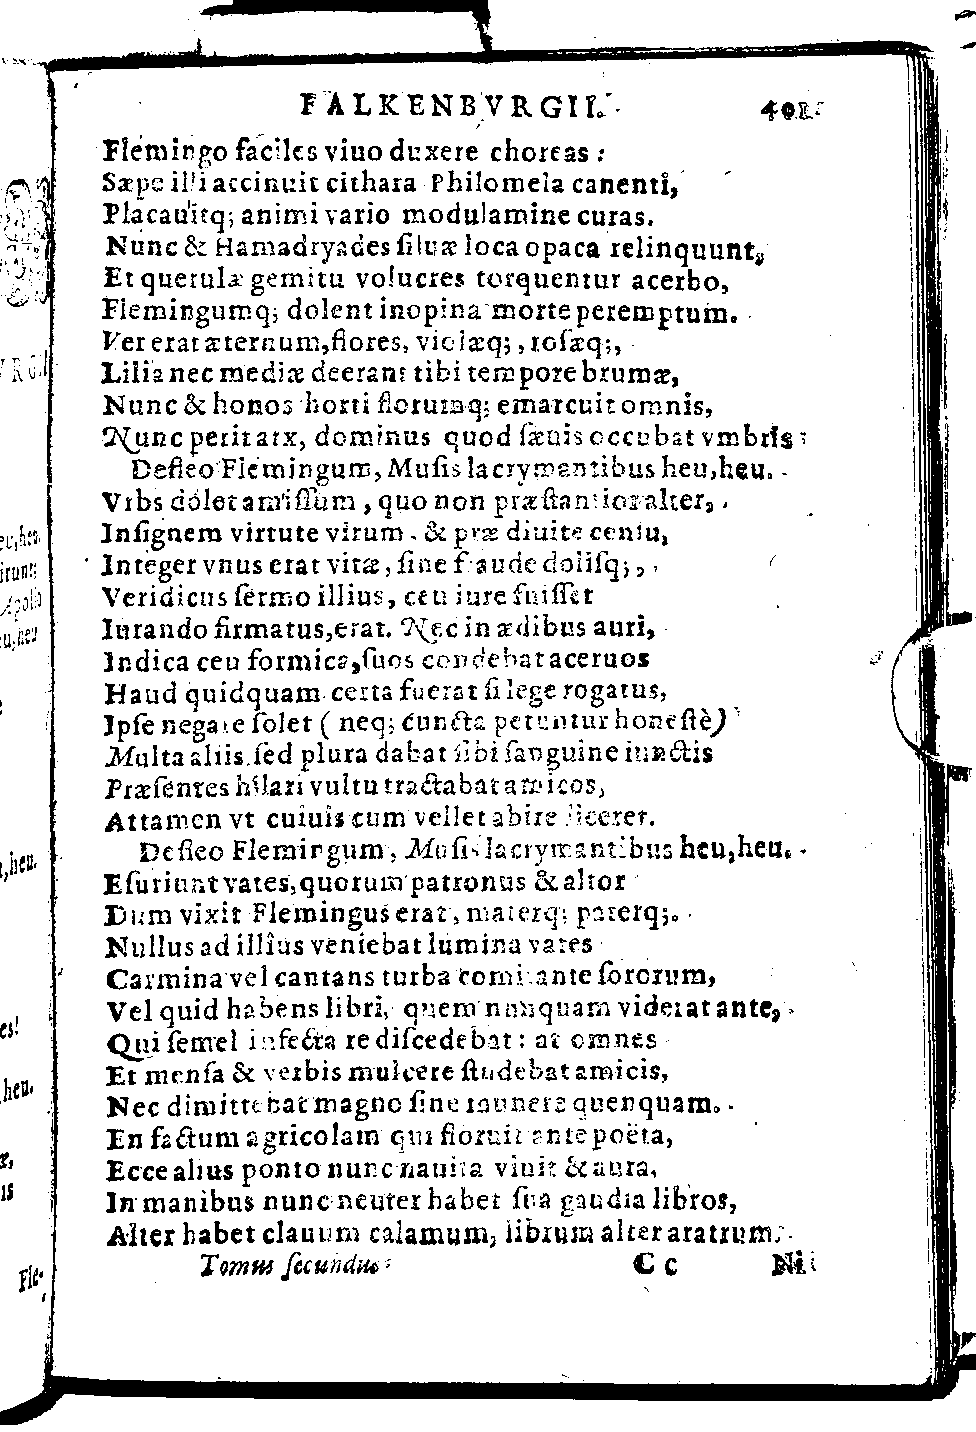 FALKENBVRGII. 401
Flemingo faciles viuo duxere choreas:
Sæpe illi accinuit cithara Philomela canenti,
Placauitq; animi vario modulamine curas.
Nunc & Hamadryades siluæ loca opaca relinquunt,
Et querulæ gemitu volucres torquentur acerbo,
Flemingumq; dolent inopina morte peremptum.
Ver erat æternum, flores, violæq;, rosæq;,
Lilia nec mediæ deerant tibi tempore brumæ,
Nunc & honos horti florumq; emarcuit omnis,
Nunc perit arx, dominus quod sæuis occubat vmbris:
Defleo Flemingum, Musis lacrymantibus heu, heu.
Vrbs dolet amissum, quo non præstantior alter,
Insignem virtute virum. & præ diuite censu,
Integer vnus erat vitæ, sine fraude dolisq;,
Veridicus sermo illius, ceu iure fuisset
Iurando firmatus, erat. Nec in ædibus auri,
Indica ceu formica, suos condebat aceruos
Haud quidquam certa fuerat si lege rogatus,
Ipse negare solet (neq; cuncta petuntur honestè)
Multa aliis. sed plura dabat sibi sanguine iunctis
Præsentes hilari vultu tractabat amicos,
Attamen vt cuiuis cum vellet abire liceret.
Defleo Flemingum, Musis lacrymantibus heu, heu.
Esuriunt vates, quorum patronus & altor
Dum vixit Flemingus erat, materq; paterq;.
Nullus ad illius veniebat lumina vates
Carmina vel cantans turba comitante sororum,
Vel quid habens libri, quem nunquam viderat ante,
Qui semel infecta re discedebat: at omnes
Et mensa & verbis mulcere studebat amicis,
Nec dimittebat magno sine munere quenquam.
En factum agricolam qui floruit ante poëta,
Ecce alius ponto nunc nauita viuit & aura,
In manibus nunc neuter habet sua gaudia libros,
Alter habet clauum calamum, librum alter aratrum.
Tomus secundus C c Ni